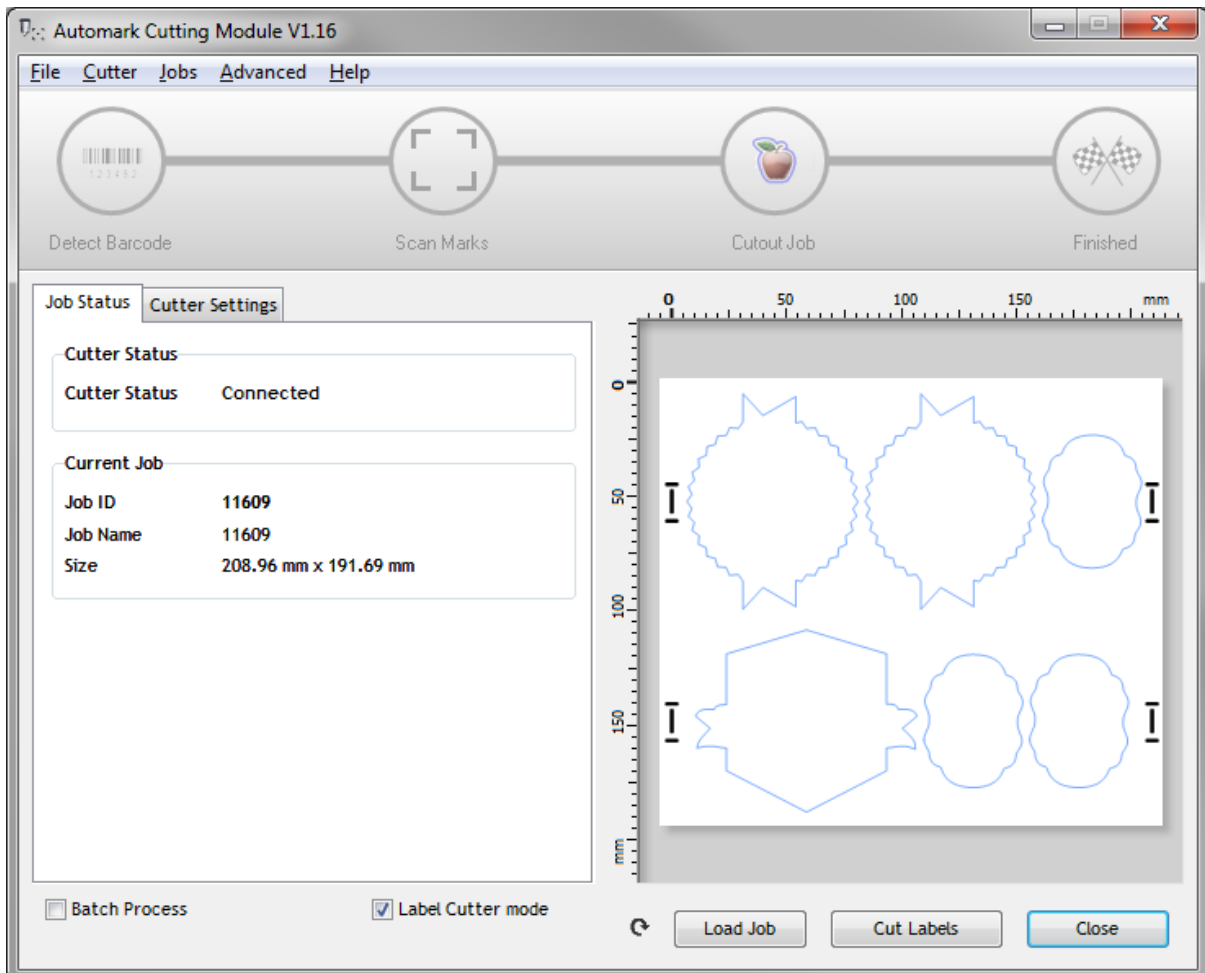 Automark Cutting Module V1.16
File Cutter Jobs Advanced Help
123452
Detect Barcode Scan Marks Cutout Job Finished
Job Status Cutter Settings
0 50 100 150 mm
Cutter Status
Cutter Status Connected
Current Job
Job ID 11609
Job Name 11609
Size 208.96 mm x 191.69 mm
0
50
100
150
mm
Batch Process Label Cutter mode
Load Job Cut Labels Close